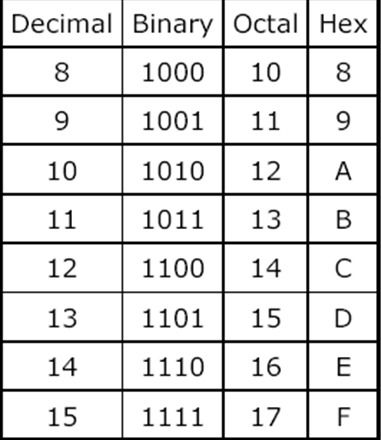 Decimal Binary Octal Hex
8 1000 10 8
9 1001 11 9
10 1010 12 A
11 1011 13 B
12 1100 14 C
13 1101 15 D
14 1110 16 E
15 1111 17 F